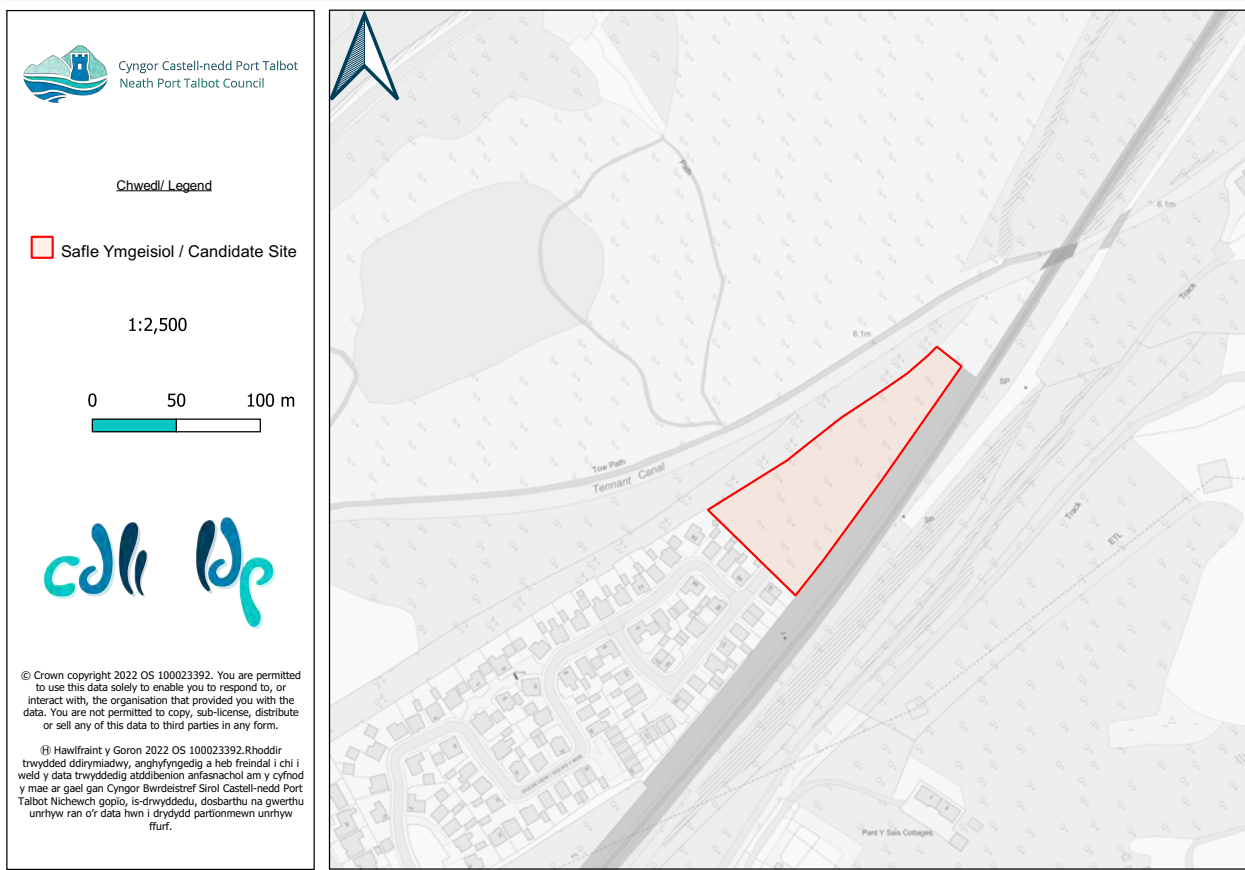 Cyngor Castell-nedd Port Talbot
Neath Port Talbot Council
Chwedl/ Legend
Safle Ymgeisiol / Candidate Site
1:2,500
0 50 100 m
cdll ldp
© Crown copyright 2022 OS 100023392. You are permitted
to use this data solely to enable you to respond to, or
interact with, the organisation that provided you with the
data. You are not permitted to copy, sub-license, distribute
or sell any of this data to third parties in any form.
Ⓗ Hawlfraint y Goron 2022 OS 100023392.Rhoddir
trwydded ddirymiadwy, anghyfyngedig a heb freindal i chi i
weld y data trwyddedig atddibenion anfasnachol am y cyfnod
y mae ar gael gan Cyngor Bwrdeistref Sirol Castell-nedd Port
Talbot Nichewch gopïo, is-drwyddedu, dosbarthu na gwerthu
unrhyw ran o'r data hwn i drydydd partïonmewn unrhyw
ffurf.
Path
6.1m
Track
6.1m
SP
Tow Path
Tennant Canal
Track
ETL
Pant Y Sais Cottages